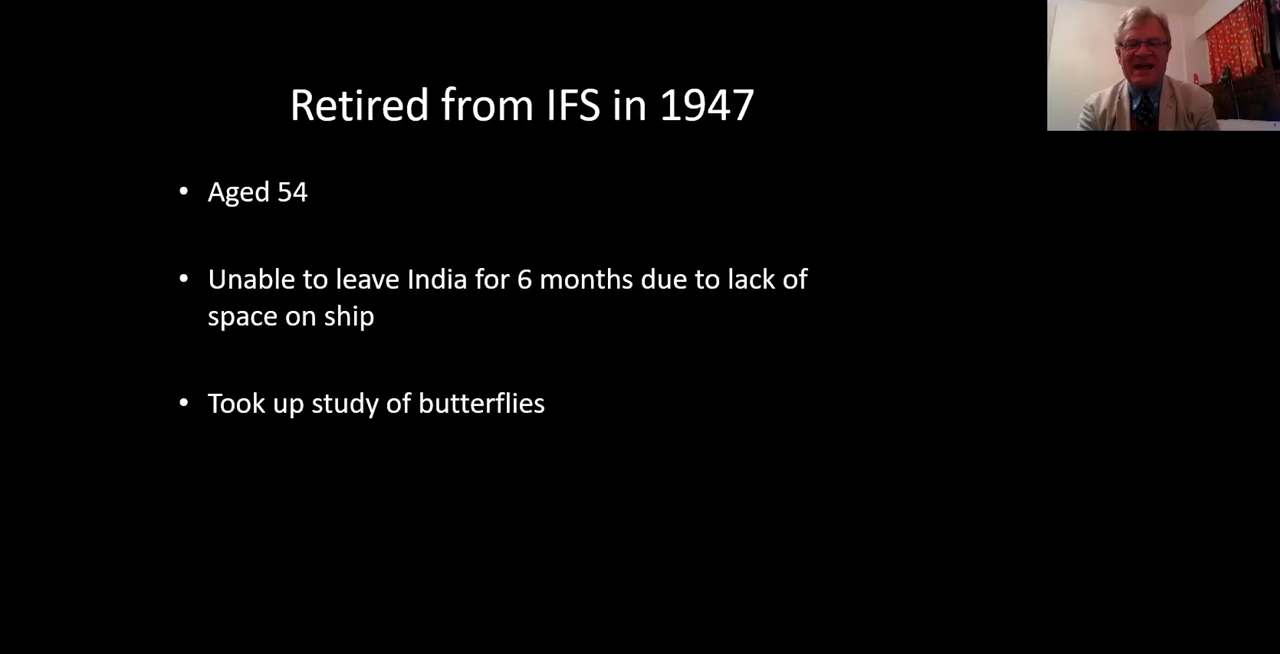 Retired from IFS in 1947
• Aged 54
• Unable to leave India for 6 months due to lack of
space on ship
• Took up study of butterflies